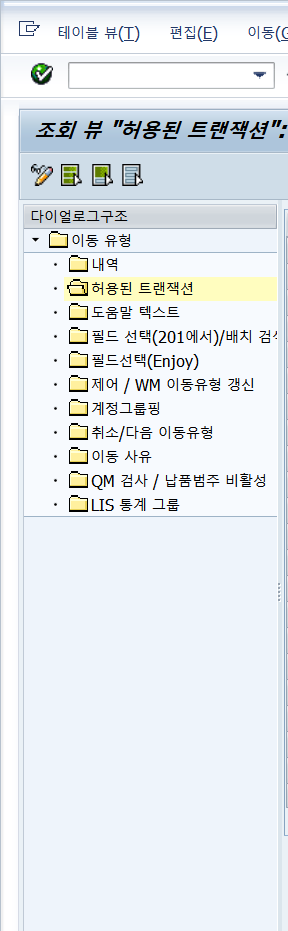 테이블 뷰(T) 편집(E) 이동(G
조회 뷰 "허용된 트랜잭션":
다이얼로그구조
이동 유형
내역
허용된 트랜잭션
도움말 텍스트
필드 선택(201에서)/배치 검
필드선택(Enjoy)
제어 / WM 이동유형 갱신
계정그룹핑
취소/다음 이동유형
이동 사유
QM 검사 / 납품범주 비활성
LIS 통계 그룹